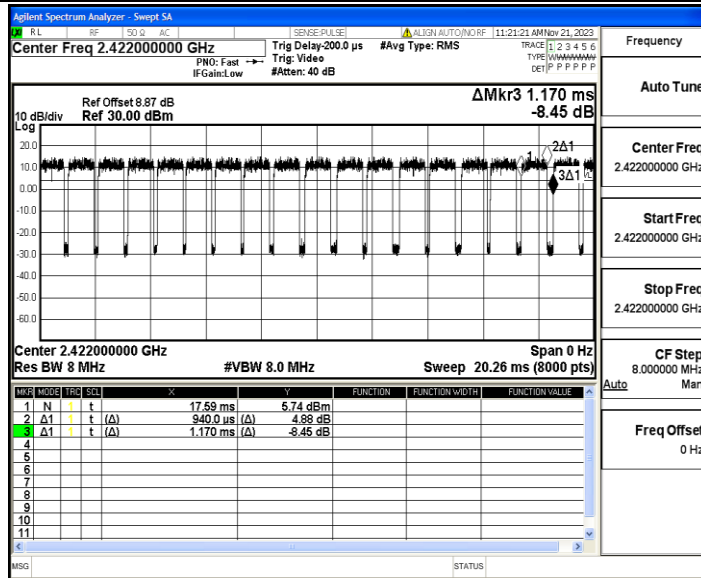 Agilent Spectrum Analyzer - Swept SA
RL RF 50 Ω AC SENSE:PULSE ALIGN AUTO/NO RF 11:21:21 AM Nov 21, 2023
Center Freq 2.422000000 GHz
Trig Delay-200.0 µs #Avg Type: RMS
TRACE 1 2 3 4 5 6
PNO: Fast Trig: Video
TYPE WWWWWW
IFGain:Low #Atten: 40 dB
DET P P P P P P
Frequency
Auto Tune
Center Freq
2.422000000 GHz
Start Freq
2.422000000 GHz
Stop Freq
2.422000000 GHz
CF Step
8.000000 MHz
Auto Man
Freq Offset
0 Hz
ΔMkr3 1.170 ms
-8.45 dB
Ref Offset 8.87 dB
10 dB/div Ref 30.00 dBm
Log
20.0
10.0
0.00
-10.0
-20.0
-30.0
-40.0
-50.0
-60.0
1
2Δ1
3Δ1
Center 2.422000000 GHz Span 0 Hz
Res BW 8 MHz #VBW 8.0 MHz Sweep 20.26 ms (8000 pts)
MKR MODE TRC SCL X Y FUNCTION FUNCTION WIDTH FUNCTION VALUE
1 N 1 t 17.59 ms 5.74 dBm
2 Δ1 1 t (Δ) 940.0 µs (Δ) 4.88 dB
3 Δ1 1 t (Δ) 1.170 ms (Δ) -8.45 dB
4
5
6
7
8
9
10
11
MSG STATUS